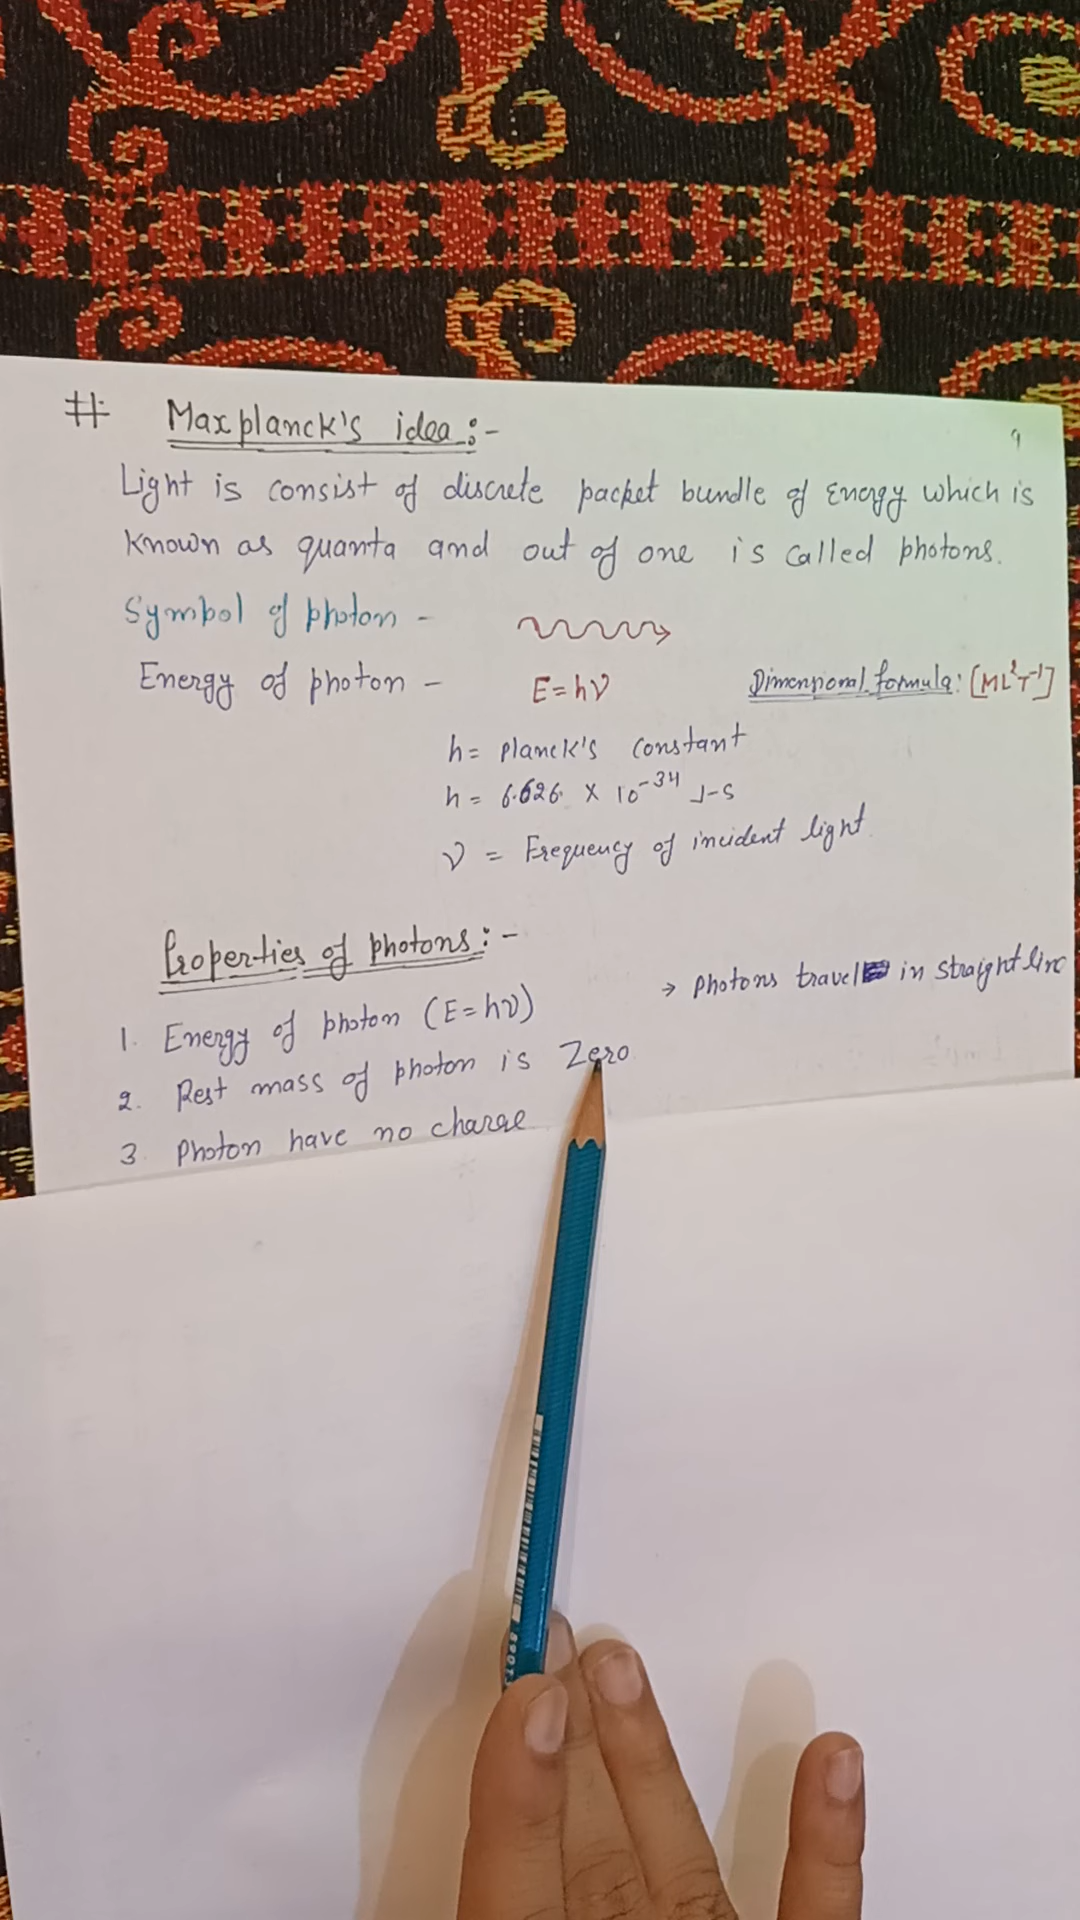 # Maxplanck's idea :-
9
Light is consist of discrete packet bundle of Energy which is
known as quanta and out of one is called photons.
Symbol of photon -
Energy of photon - E=hν Dimensional formula: [ML²T⁻¹]
h= planck's constant
h= 6.626 × 10⁻³⁴ J-S
ν = Frequency of incident light
Properties of photons :-
→ photons travel in straight line
1. Energy of photon (E=hν)
2. Rest mass of photon is Zero
3. Photon have no charge